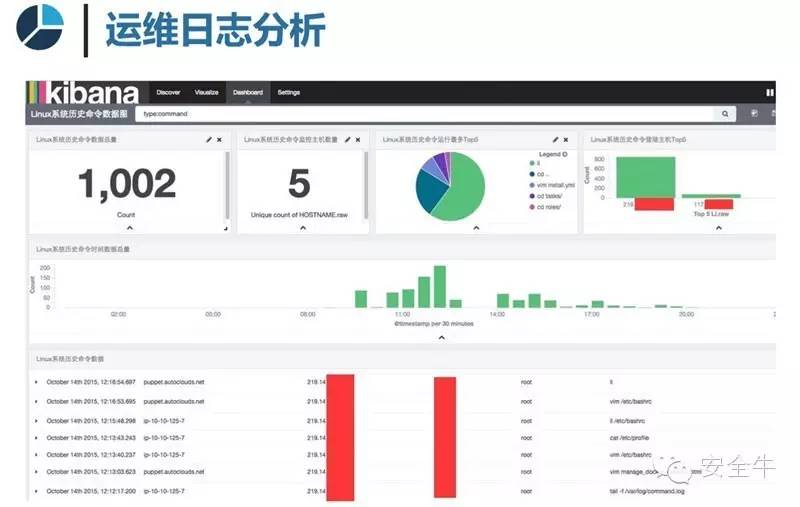 运维日志分析
kibana Discover Visualize Dashboard Settings
Linux系统历史命令数据图 type:command
Linux系统历史命令数据总量
1,002
Count
Linux系统历史命令监控主机数量
5
Unique count of HOSTNAME.raw
Linux系统历史命令运行最多Top5
Legend
ll
cd ..
vim install.yml
cd tasks/
cd roles/
Linux系统历史命令登陆主机Top5
Count
800
600
400
200
0
219 117
Top 5 LI.raw
Linux系统历史命令时间数据总量
Count
200
150
100
50
0
02:00 05:00 08:00 11:00 14:00 17:00 20:00
@timestamp per 30 minutes
Linux系统历史命令数据
October 14th 2015, 12:16:54.697 puppet.autoclouds.net 219.14 root ll
October 14th 2015, 12:16:53.695 puppet.autoclouds.net 219.14 root vim /etc/bashrc
October 14th 2015, 12:15:48.298 ip-10-10-125-7 219.14 root ll /etc/bashrc
October 14th 2015, 12:13:43.243 ip-10-10-125-7 219.14 root cat /etc/profile
October 14th 2015, 12:13:40.237 ip-10-10-125-7 219.14 root vim /etc/bashrc
October 14th 2015, 12:13:03.623 puppet.autoclouds.net 219.14 root vim manage_doc
October 14th 2015, 12:12:17.200 ip-10-10-125-7 219.14 root tail -f /var/log/command.log
安全牛